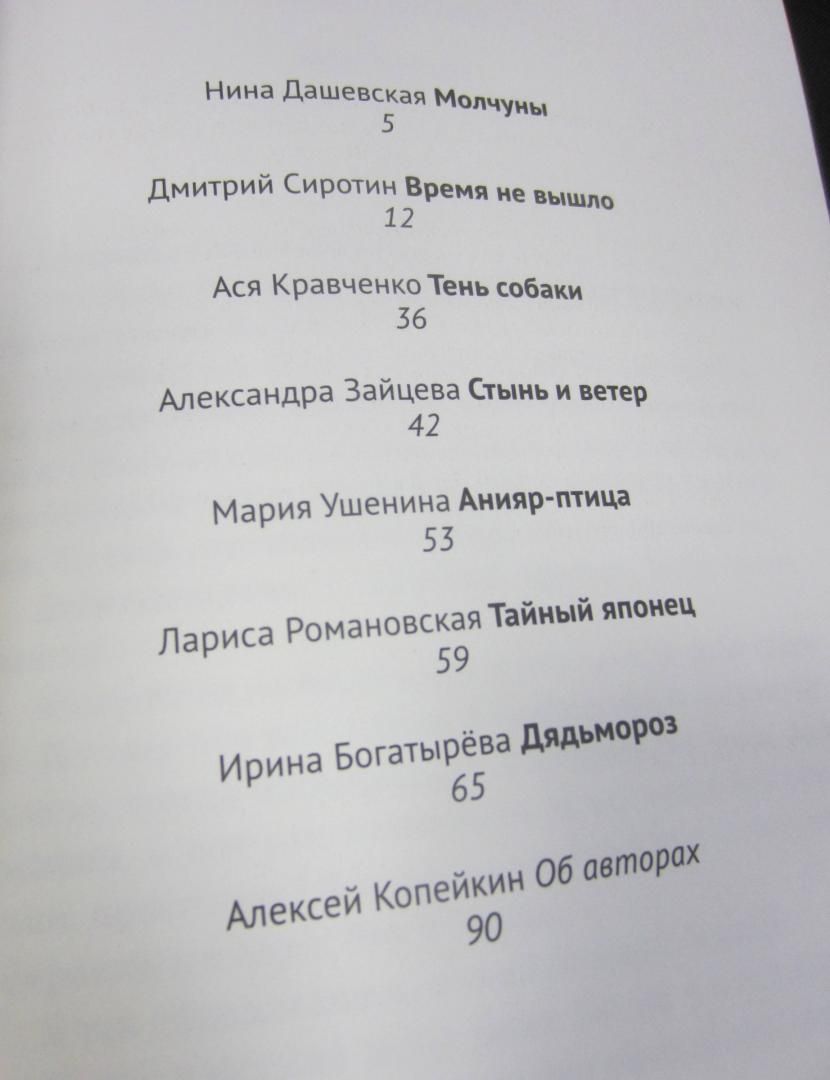 Нина Дашевская Молчуны
5
Дмитрий Сиротин Время не вышло
12
Ася Кравченко Тень собаки
36
Александра Зайцева Стынь и ветер
42
Мария Ушенина Анияр-птица
53
Лариса Романовская Тайный японец
59
Ирина Богатырёва Дядьмороз
65
Алексей Копейкин Об авторах
90